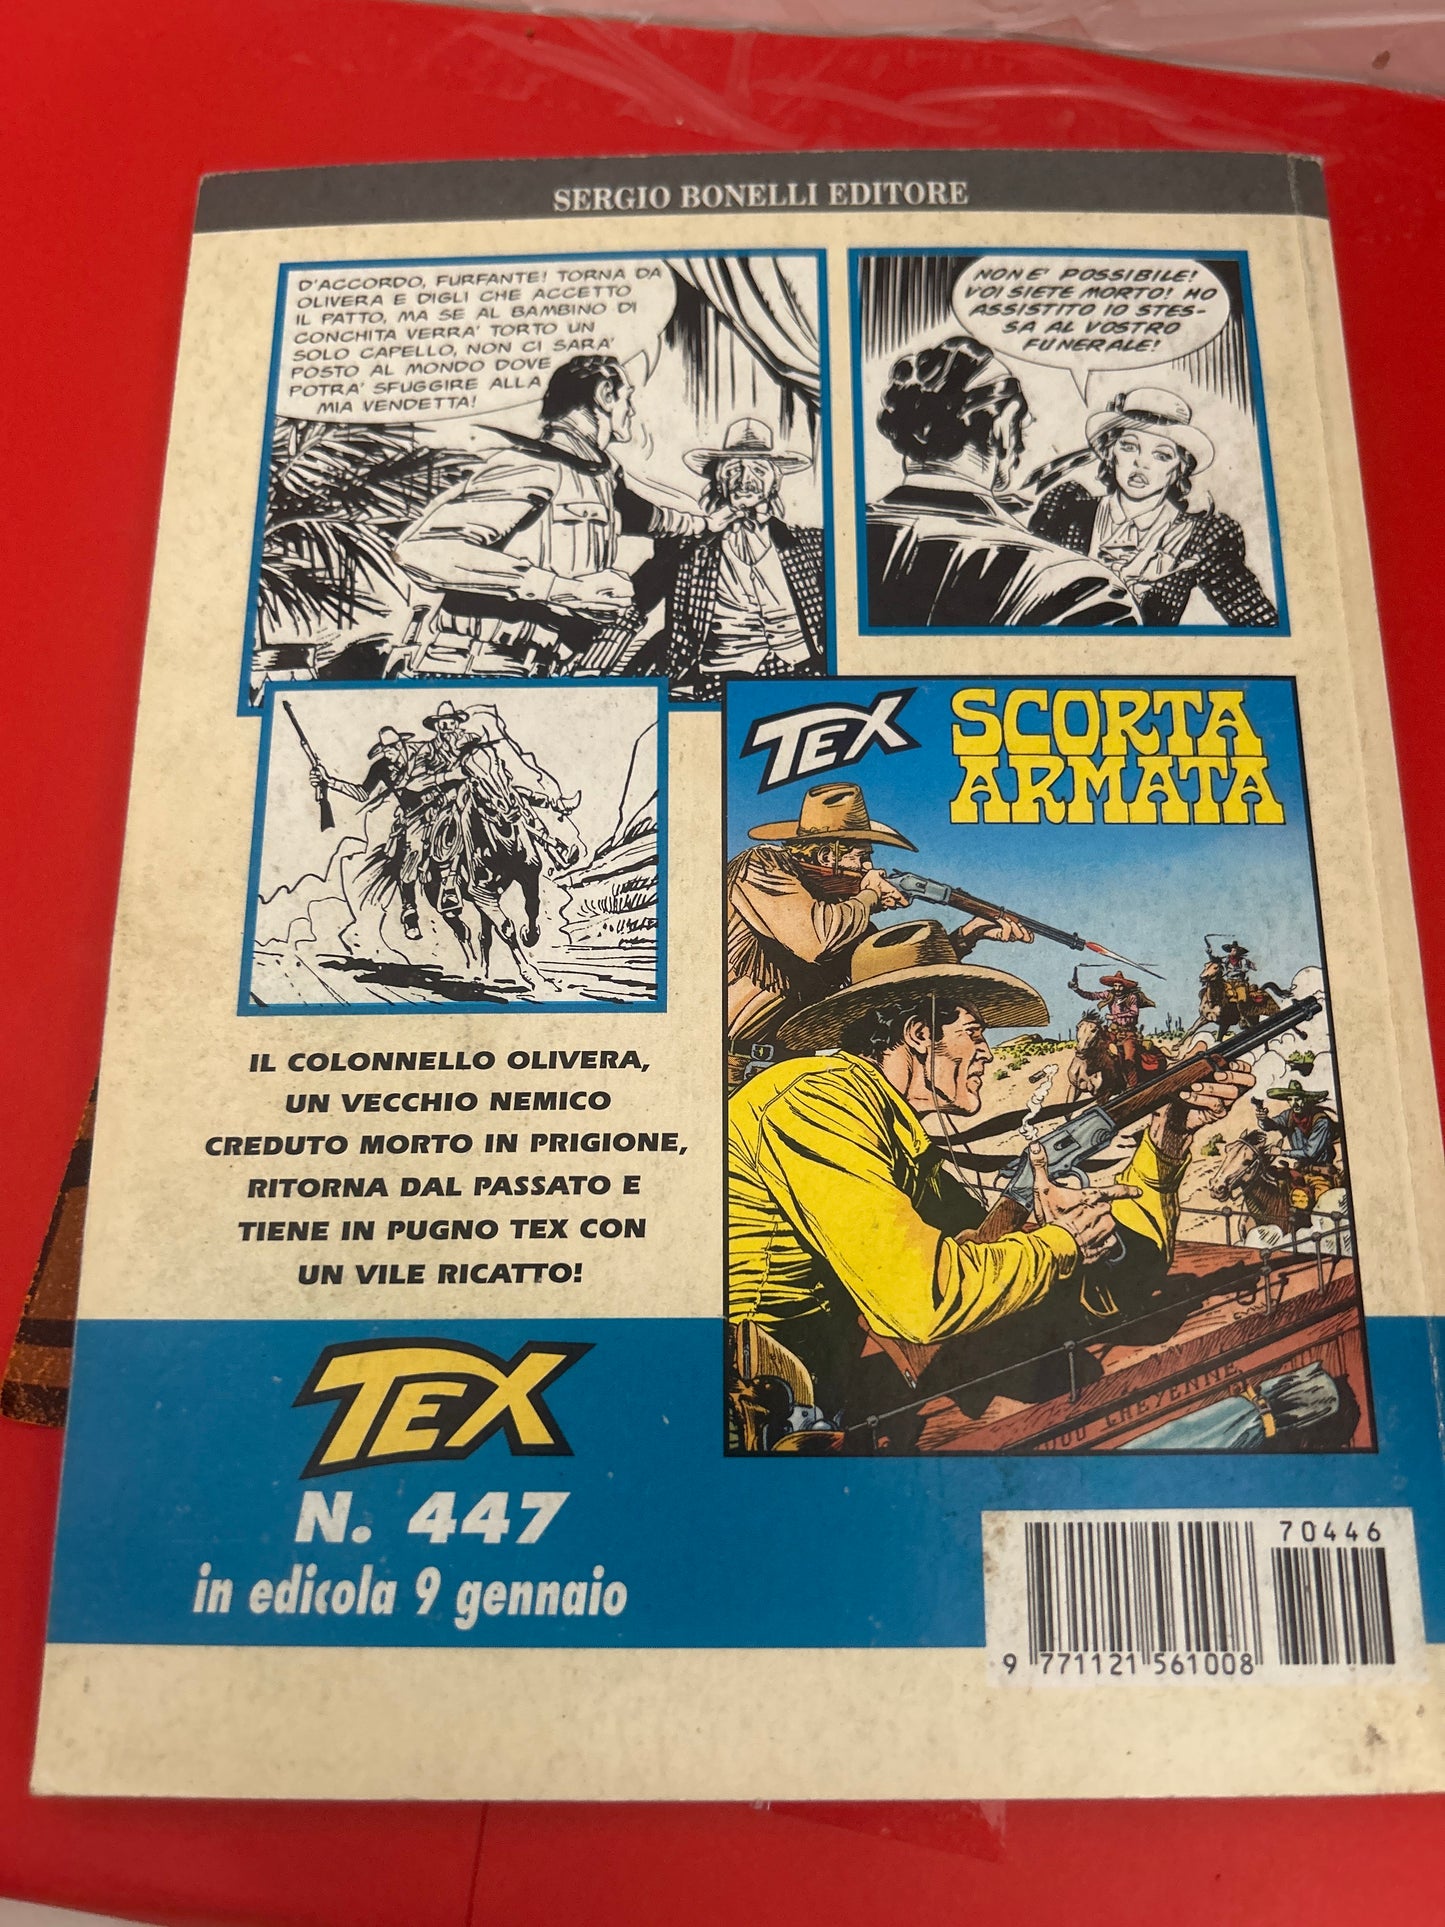 SERGIO BONELLI EDITORE
D'ACCORDO, FURFANTE! TORNA DA
OLIVERA E DIGLI CHE ACCETTO
IL PATTO, MA SE AL BAMBINO DI
CONCHITA VERRA' TORTO UN
SOLO CAPELLO, NON CI SARA'
POSTO AL MONDO DOVE
POTRA' SFUGGIRE ALLA
MIA VENDETTA!
NON E' POSSIBILE!
VOI SIETE MORTO! HO
ASSISTITO IO STES-
SA AL VOSTRO
FUNERALE!
TEX
SCORTA
ARMATA
CHEYENNE
IL COLONNELLO OLIVERA,
UN VECCHIO NEMICO
CREDUTO MORTO IN PRIGIONE,
RITORNA DAL PASSATO E
TIENE IN PUGNO TEX CON
UN VILE RICATTO!
TEX
N. 447
in edicola 9 gennaio
70446
9 771121 561008